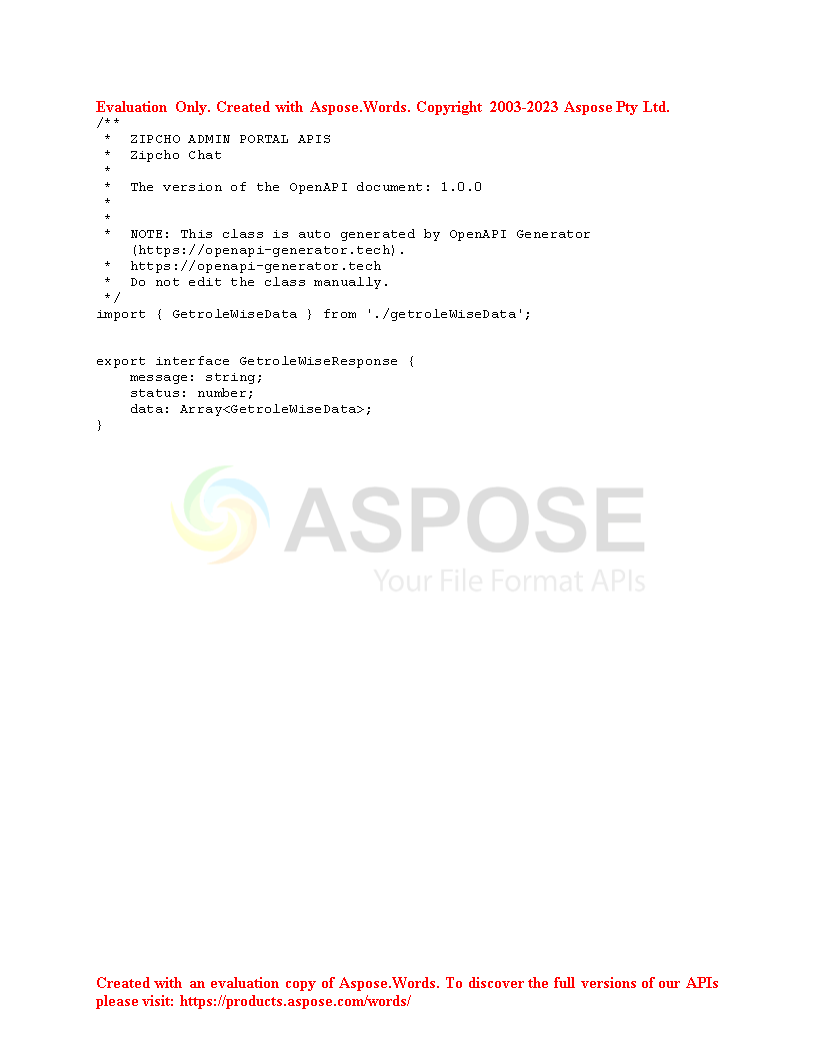 Evaluation Only. Created with Aspose.Words. Copyright 2003-2023 Aspose Pty Ltd.
/**
 *  ZIPCHO ADMIN PORTAL APIS
 *  Zipcho Chat
 *
 *  The version of the OpenAPI document: 1.0.0
 *
 *
 *  NOTE: This class is auto generated by OpenAPI Generator
    (https://openapi-generator.tech).
 *  https://openapi-generator.tech
 *  Do not edit the class manually.
 */
import { GetroleWiseData } from './getroleWiseData';
export interface GetroleWiseResponse {
    message: string;
    status: number;
    data: Array<GetroleWiseData>;
}
ASPOSE
Your File Format APIs
Created with an evaluation copy of Aspose.Words. To discover the full versions of our APIs
please visit: https://products.aspose.com/words/